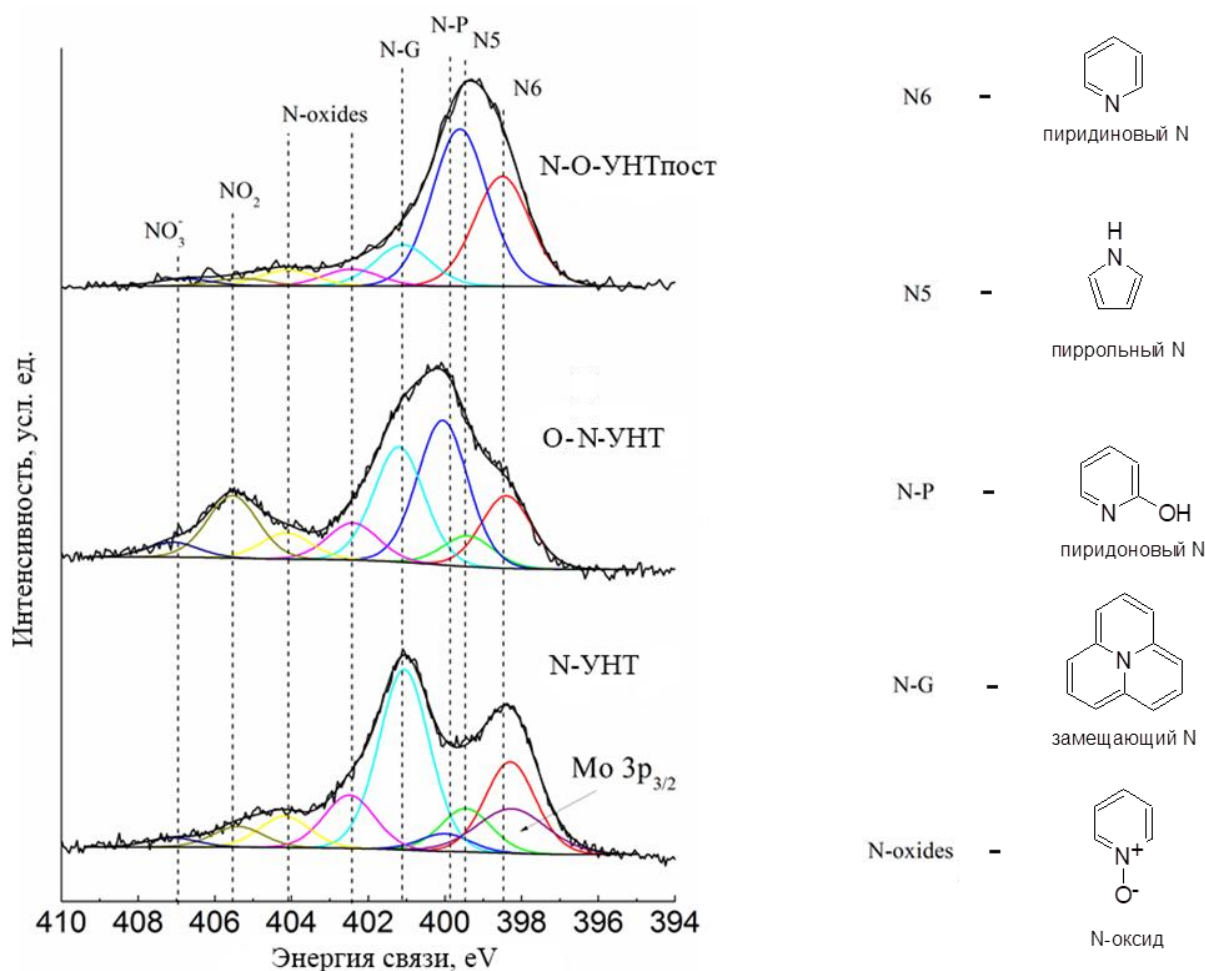 N-P
N-G
N5
N6
N-oxides
N-O-УНТпост
NO2
NO3-
O-N-УНТ
N-УНТ
Mo 3p3/2
Интенсивность, усл. ед.
410 408 406 404 402 400 398 396 394
Энергия связи, eV
N6 -
N
пиридиновый N
N5 -
H
N
пиррольный N
N-P -
N OH
пиридоновый N
N-G -
N
замещающий N
N-oxides -
N+
O-
N-оксид